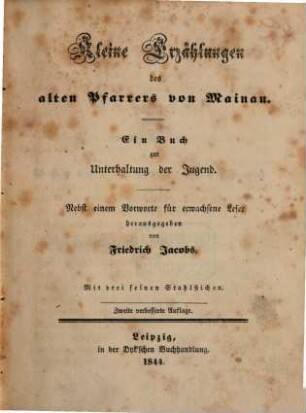 Kleine Erzählungen
des
alten Pfarrers von Mainau.
Ein Buch
zur
Unterhaltung der Jugend.
Nebst einem Vorworte für erwachsene Leser
herausgegeben
von
Friedrich Jacobs.
Mit drei feinen Stahlstichen.
Zweite verbesserte Auflage.
Leipzig,
in der Dyk'schen Buchhandlung.
1844.